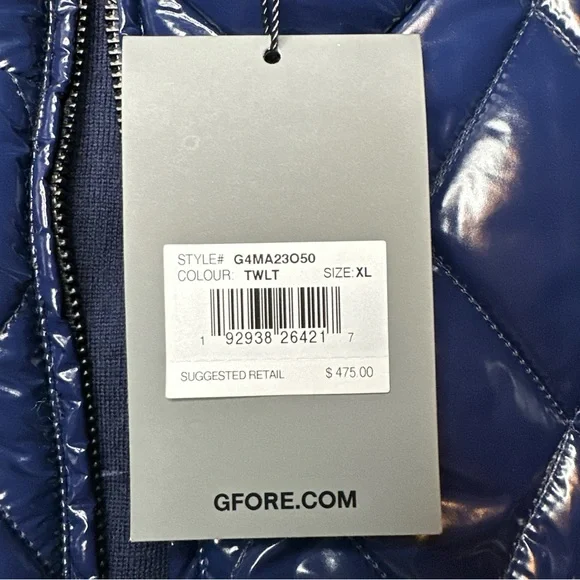 STYLE# G4MA23O50
COLOUR: TWLT SIZE: XL
1 92938 26421 7
SUGGESTED RETAIL $ 475.00
GFORE.COM